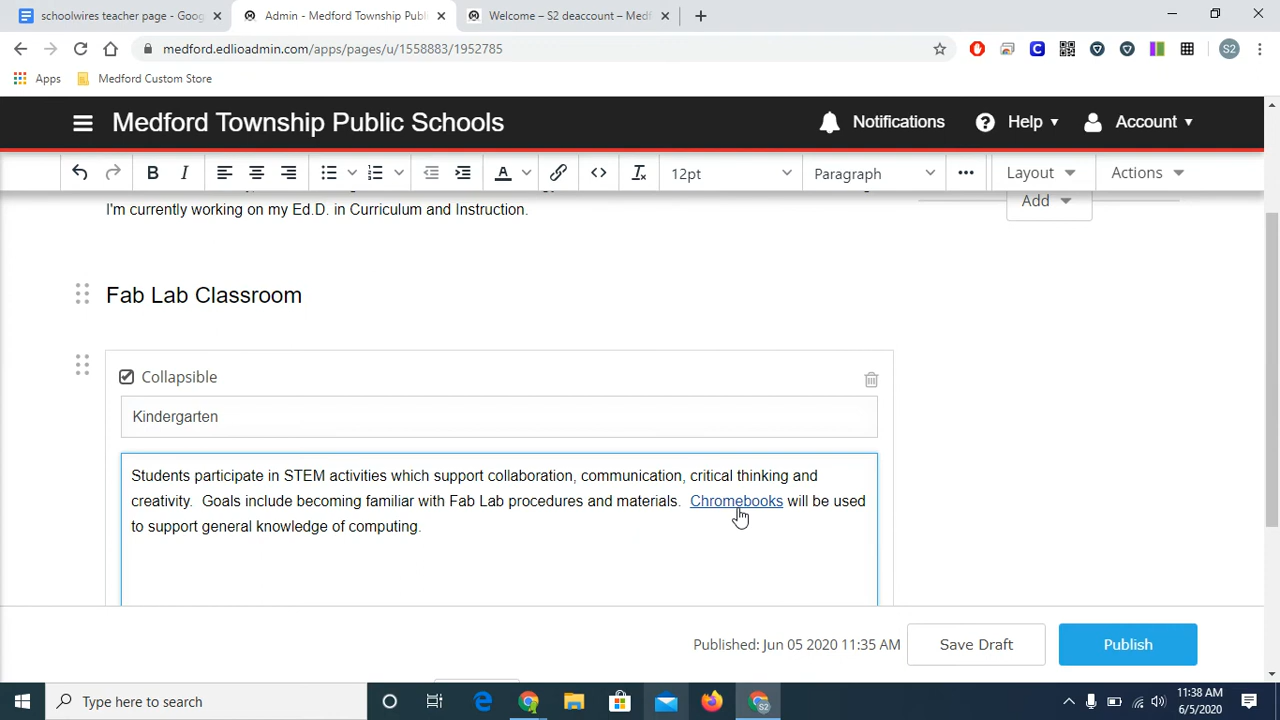 schoolwires teacher page - Goog
Admin - Medford Township Publi
Welcome – S2 deaccount – Medf
medford.edlioadmin.com/apps/pages/u/1558883/1952785
S2
Apps
Medford Custom Store
Medford Township Public Schools
Notifications
Help
Account
B I
A
12pt
Paragraph
Layout
Actions
I'm currently working on my Ed.D. in Curriculum and Instruction.
Add
Fab Lab Classroom
Collapsible
Kindergarten
Students participate in STEM activities which support collaboration, communication, critical thinking and
creativity.  Goals include becoming familiar with Fab Lab procedures and materials.  Chromebooks will be used
to support general knowledge of computing.
Published: Jun 05 2020 11:35 AM
Save Draft
Publish
Type here to search
S2
11:38 AM
6/5/2020